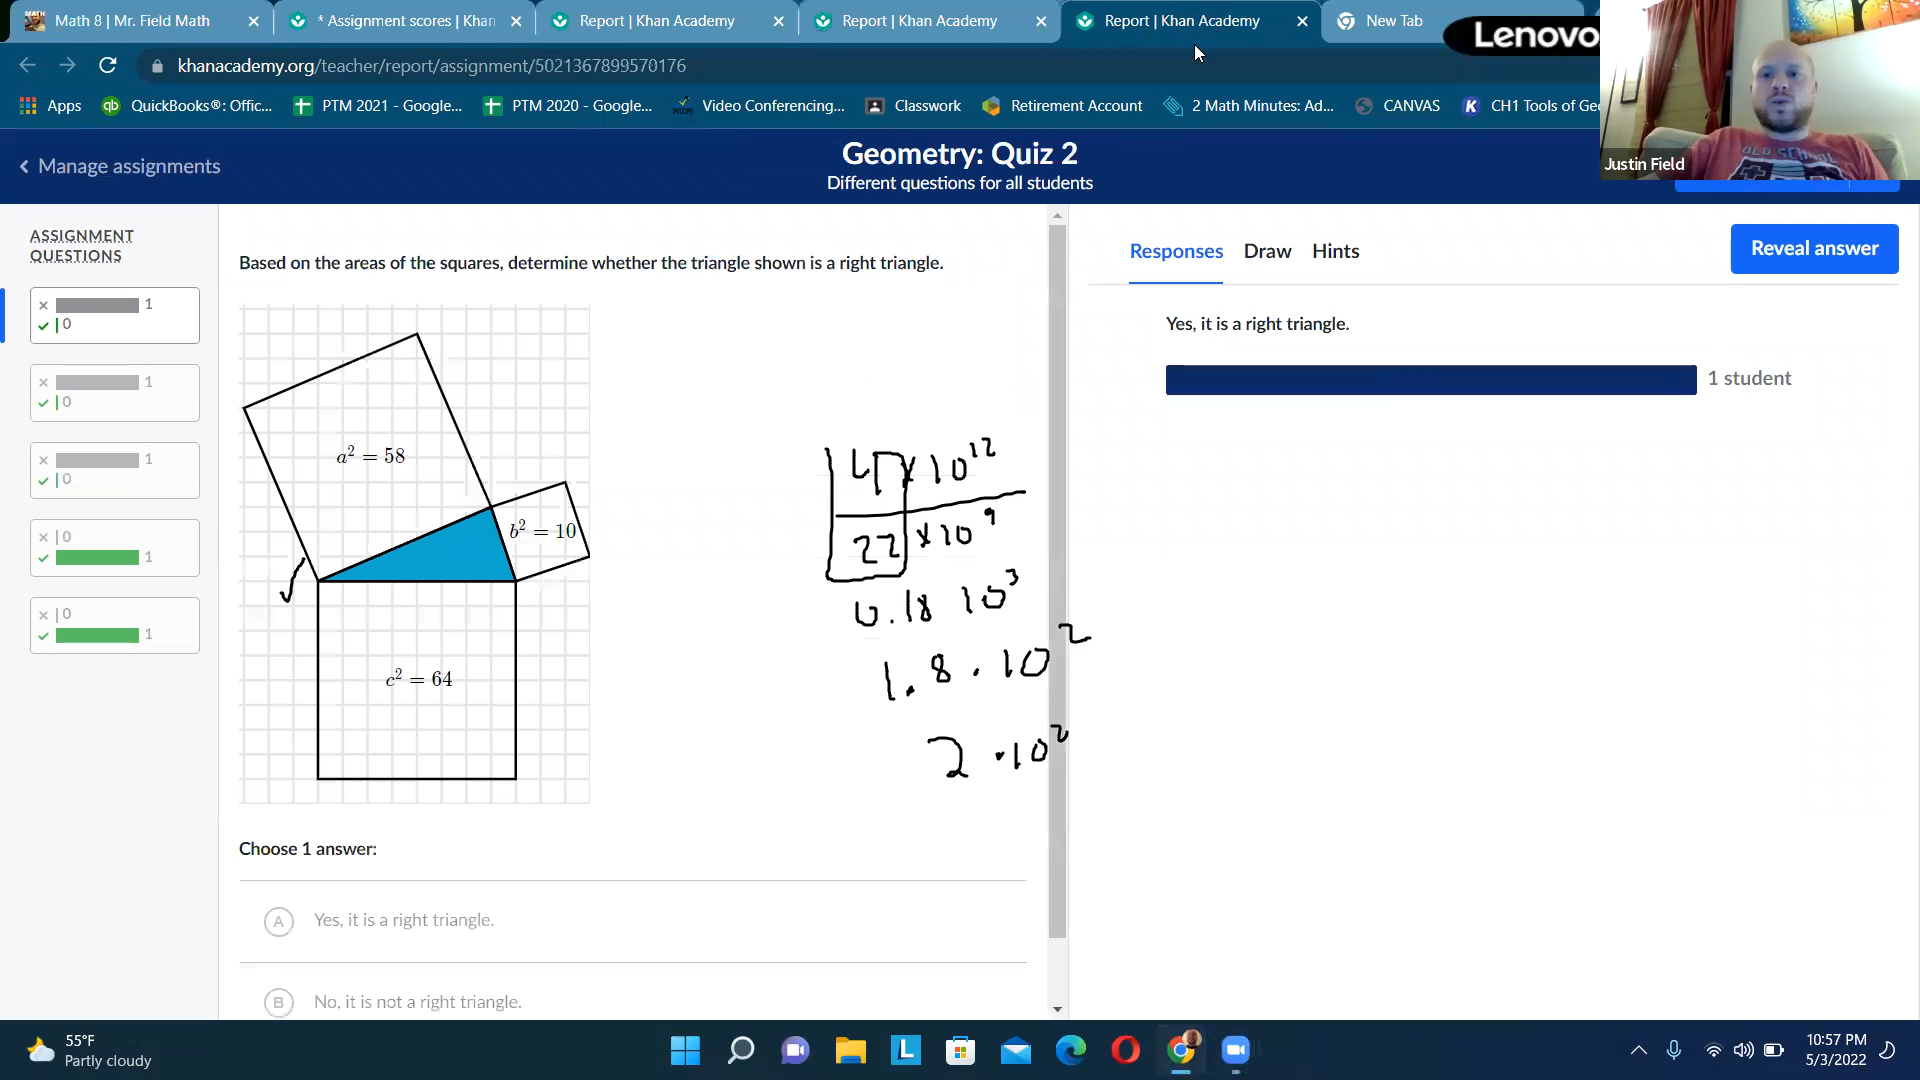 Math 8 | Mr. Field Math
* Assignment scores | Khan
Report | Khan Academy
Report | Khan Academy
Report | Khan Academy
New Tab
Lenovo
khanacademy.org/teacher/report/assignment/5021367899570176
Apps
QuickBooks®: Offic...
PTM 2021 - Google...
PTM 2020 - Google...
Video Conferencing...
Classwork
Retirement Account
2 Math Minutes: Ad...
CANVAS
CH1 Tools of Geo
OLD SCHOOL
Justin Field
Manage assignments
Geometry: Quiz 2
Different questions for all students
ASSIGNMENT
QUESTIONS
1
0
1
0
1
0
0
1
0
1
Based on the areas of the squares, determine whether the triangle shown is a right triangle.
a² = 58
b² = 10
c² = 64
47 × 10¹²
22 × 10⁹
0.18 10³
1.8 · 10²
2 · 10²
Choose 1 answer:
A Yes, it is a right triangle.
B No, it is not a right triangle.
Responses
Draw
Hints
Reveal answer
Yes, it is a right triangle.
1 student
55°F
Partly cloudy
L
10:57 PM
5/3/2022